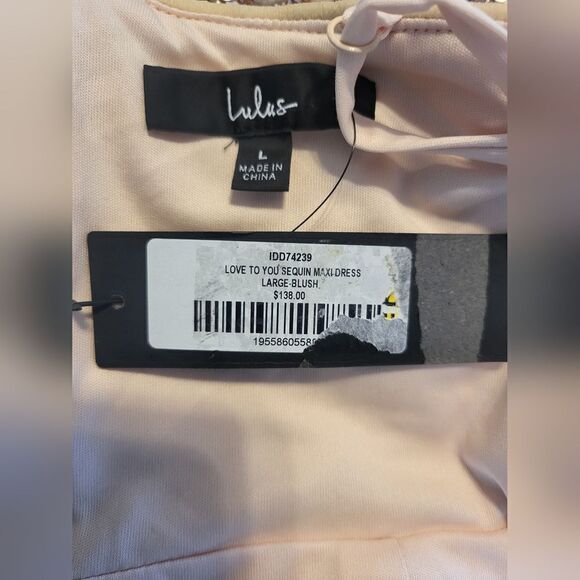 Lulus
L
MADE IN
CHINA
IDD74239
LOVE TO YOU SEQUIN MAXI DRESS
LARGE-BLUSH,
$138.00